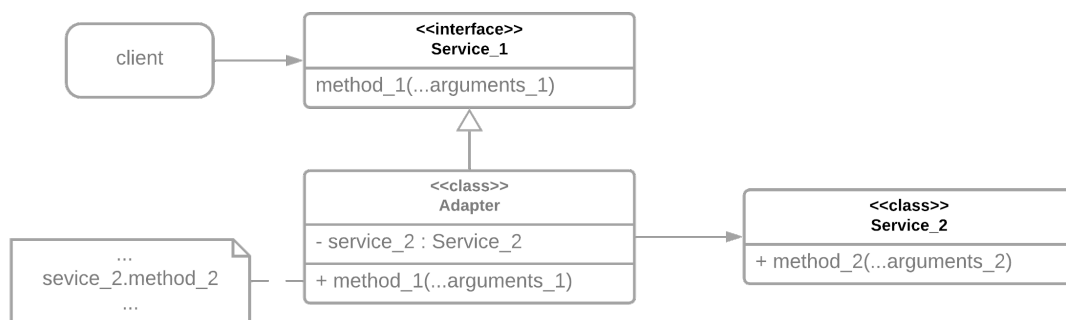 client
<<interface>>
Service_1
method_1(...arguments_1)
<<class>>
Adapter
- service_2 : Service_2
+ method_1(...arguments_1)
<<class>>
Service_2
+ method_2(...arguments_2)
...
sevice_2.method_2
...